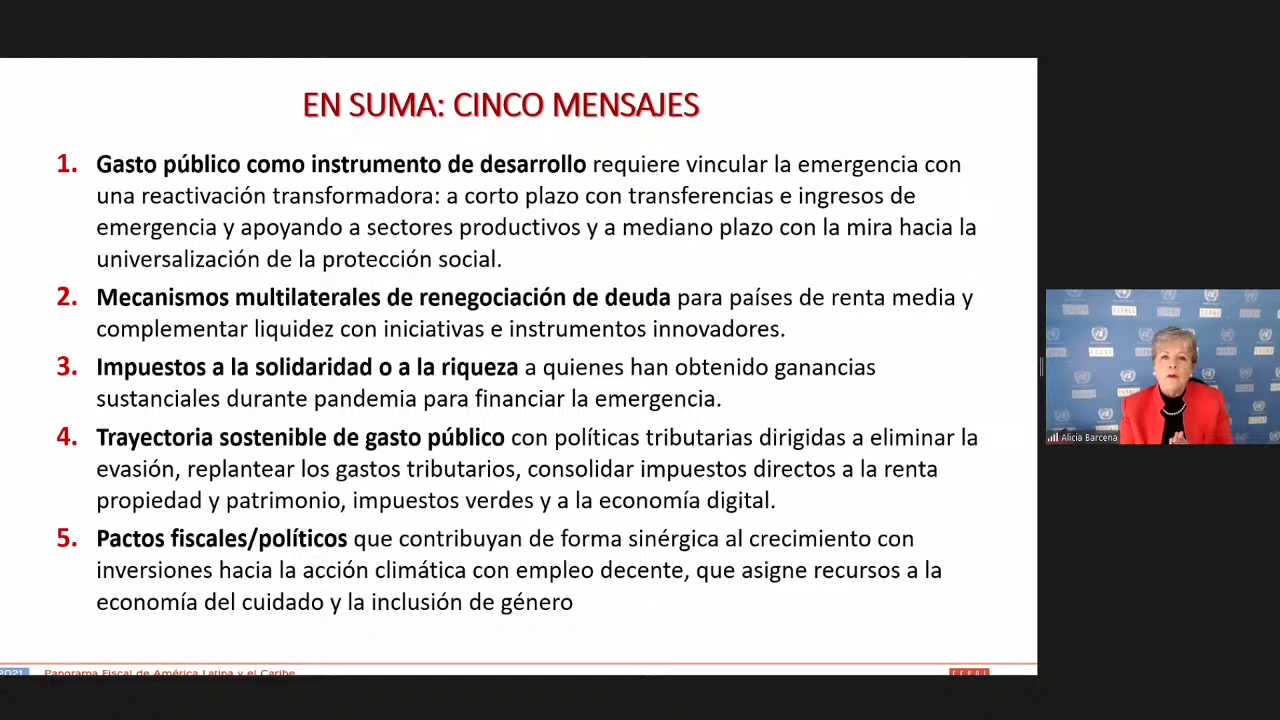 EN SUMA: CINCO MENSAJES
1. Gasto público como instrumento de desarrollo requiere vincular la emergencia con
una reactivación transformadora: a corto plazo con transferencias e ingresos de
emergencia y apoyando a sectores productivos y a mediano plazo con la mira hacia la
universalización de la protección social.
2. Mecanismos multilaterales de renegociación de deuda para países de renta media y
complementar liquidez con iniciativas e instrumentos innovadores.
3. Impuestos a la solidaridad o a la riqueza a quienes han obtenido ganancias
sustanciales durante pandemia para financiar la emergencia.
4. Trayectoria sostenible de gasto público con políticas tributarias dirigidas a eliminar la
evasión, replantear los gastos tributarios, consolidar impuestos directos a la renta
propiedad y patrimonio, impuestos verdes y a la economía digital.
5. Pactos fiscales/políticos que contribuyan de forma sinérgica al crecimiento con
inversiones hacia la acción climática con empleo decente, que asigne recursos a la
economía del cuidado y la inclusión de género
2021 Panorama Fiscal de América Latina y el Caribe
CEPAL
Alicia Barcena